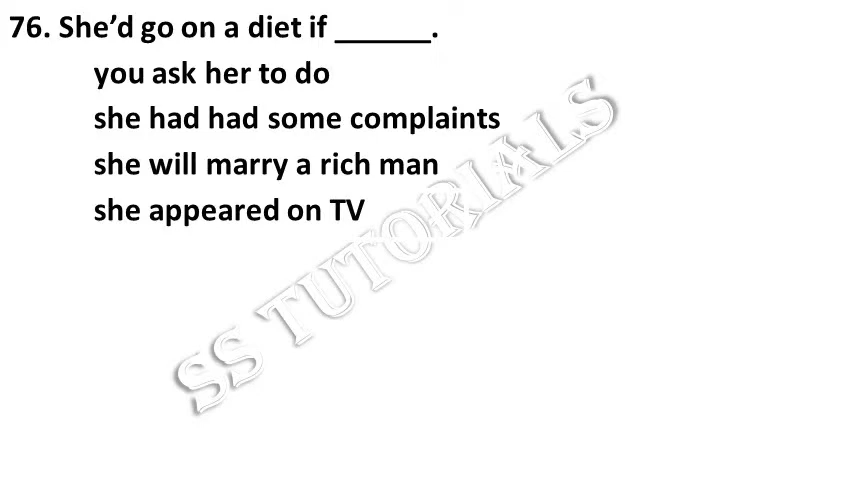 76. She’d go on a diet if ______.
you ask her to do
she had had some complaints
she will marry a rich man
she appeared on TV
SS TUTORIALS